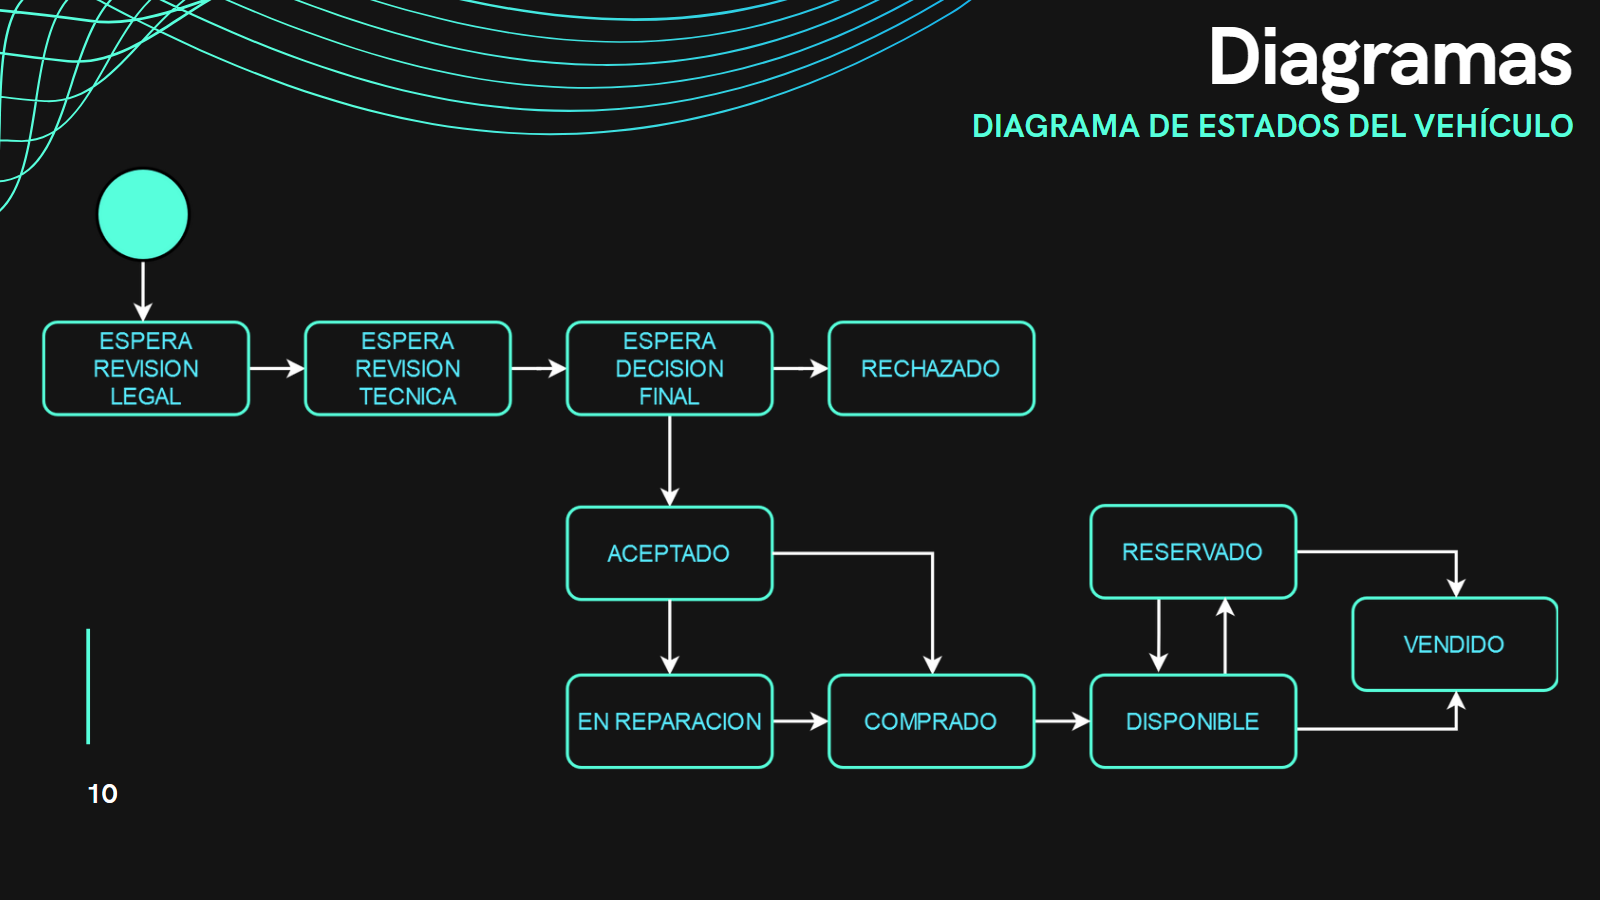 Diagramas
DIAGRAMA DE ESTADOS DEL VEHÍCULO
ESPERA
REVISION
LEGAL
ESPERA
REVISION
TECNICA
ESPERA
DECISION
FINAL
RECHAZADO
ACEPTADO
RESERVADO
VENDIDO
EN REPARACION
COMPRADO
DISPONIBLE
10